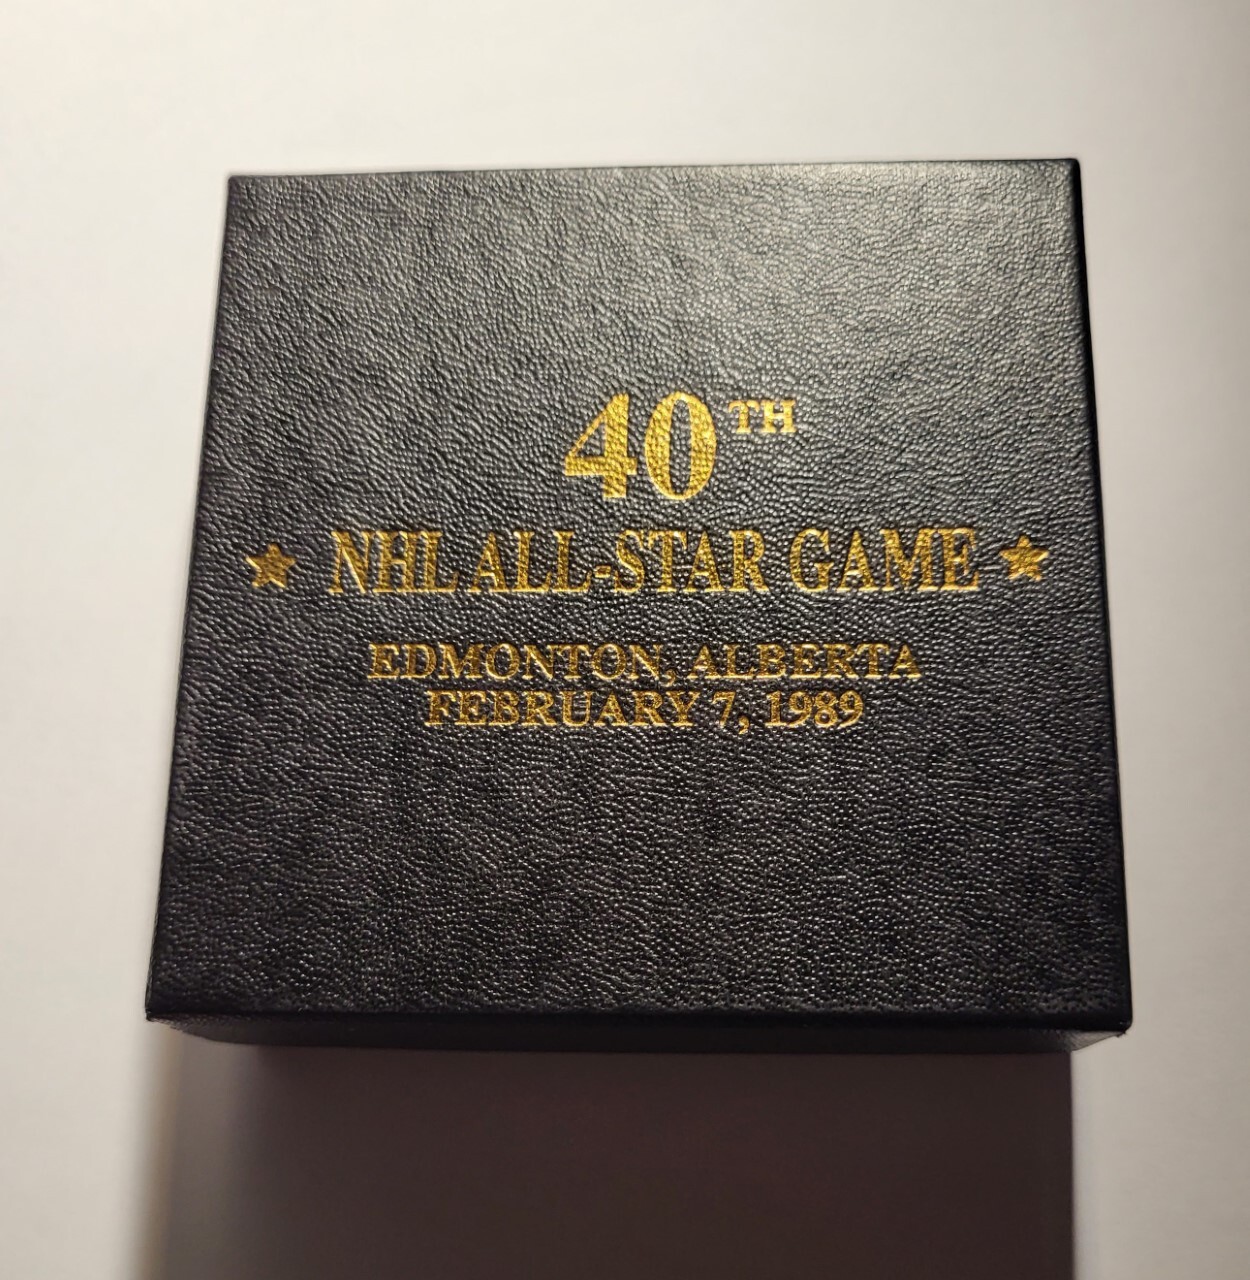 40TH
★ NHL ALL-STAR GAME ★
EDMONTON, ALBERTA
FEBRUARY 7, 1989